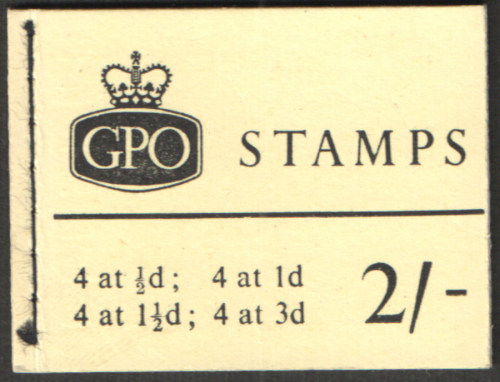 GPO STAMPS
4 at ½d; 4 at 1d
4 at 1½d; 4 at 3d
2/-